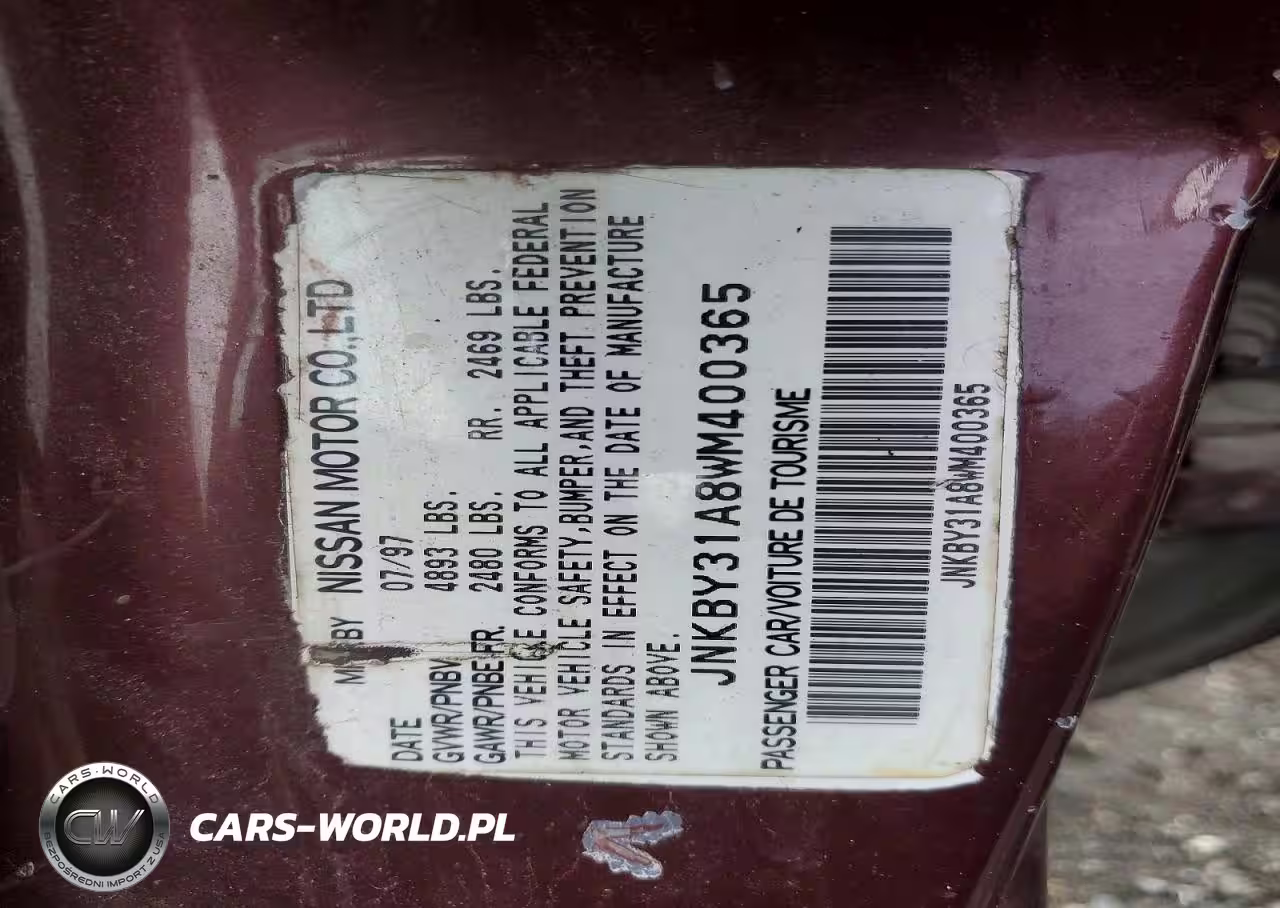 MFD BY NISSAN MOTOR CO.,LTD
DATE 07/97
GVWR/PNBV 4893 LBS.
GAWR/PNBE FR. 2480 LBS. RR. 2469 LBS.
THIS VEHICLE CONFORMS TO ALL APPLICABLE FEDERAL
MOTOR VEHICLE SAFETY,BUMPER,AND THEFT PREVENTION
STANDARDS IN EFFECT ON THE DATE OF MANUFACTURE
SHOWN ABOVE.
JNKBY31A8WM400365
PASSENGER CAR/VOITURE DE TOURISME
JNKBY31A8WM400365
CARS-WORLD
CW
BEZPOŚREDNI IMPORT Z USA
CARS-WORLD.PL